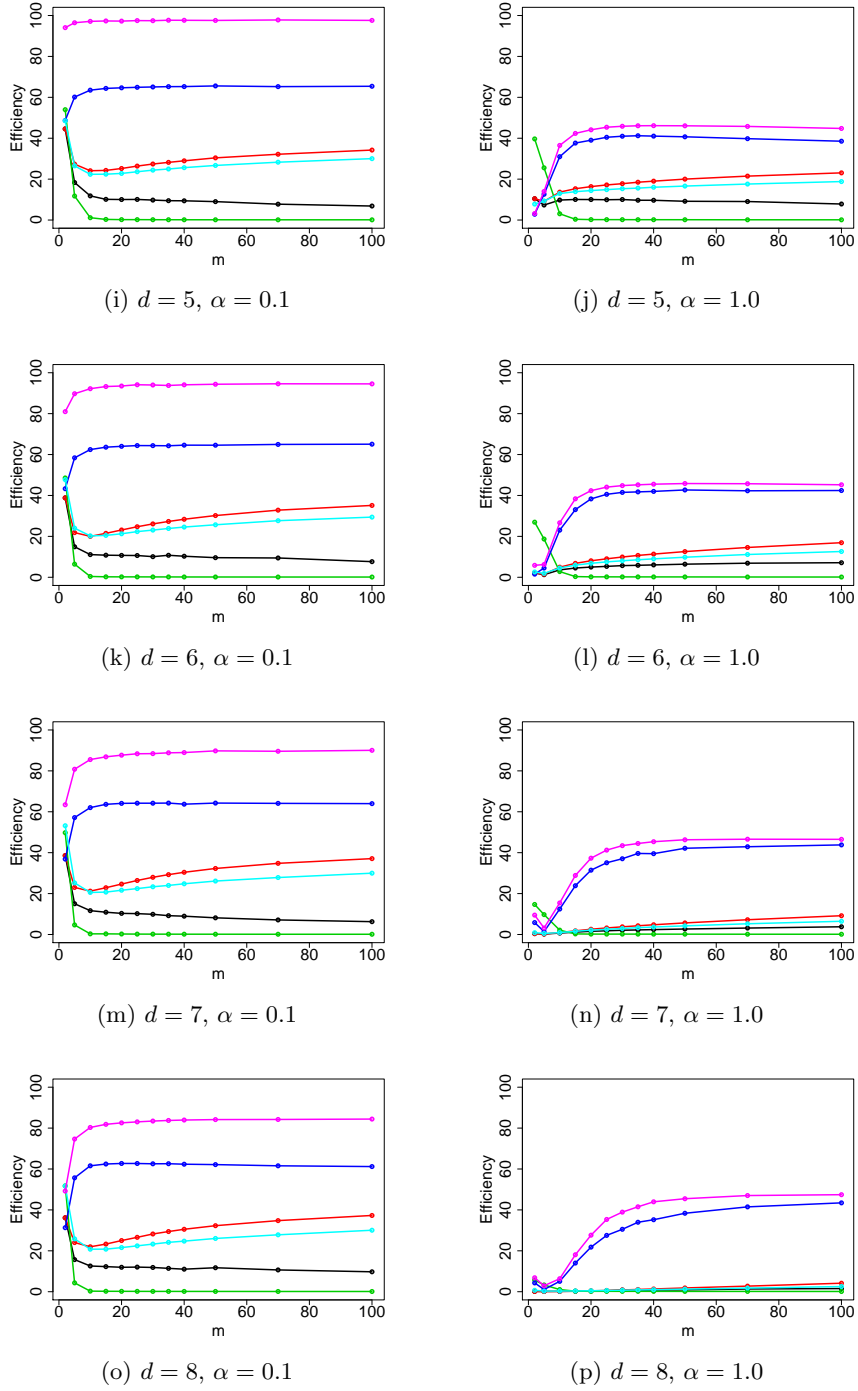 100
80
60
40
20
0
Efficiency
0 20 40 60 80 100
m
(i) d = 5, α = 0.1
100
80
60
40
20
0
Efficiency
0 20 40 60 80 100
m
(j) d = 5, α = 1.0
100
80
60
40
20
0
Efficiency
0 20 40 60 80 100
m
(k) d = 6, α = 0.1
100
80
60
40
20
0
Efficiency
0 20 40 60 80 100
m
(l) d = 6, α = 1.0
100
80
60
40
20
0
Efficiency
0 20 40 60 80 100
m
(m) d = 7, α = 0.1
100
80
60
40
20
0
Efficiency
0 20 40 60 80 100
m
(n) d = 7, α = 1.0
100
80
60
40
20
0
Efficiency
0 20 40 60 80 100
m
(o) d = 8, α = 0.1
100
80
60
40
20
0
Efficiency
0 20 40 60 80 100
m
(p) d = 8, α = 1.0